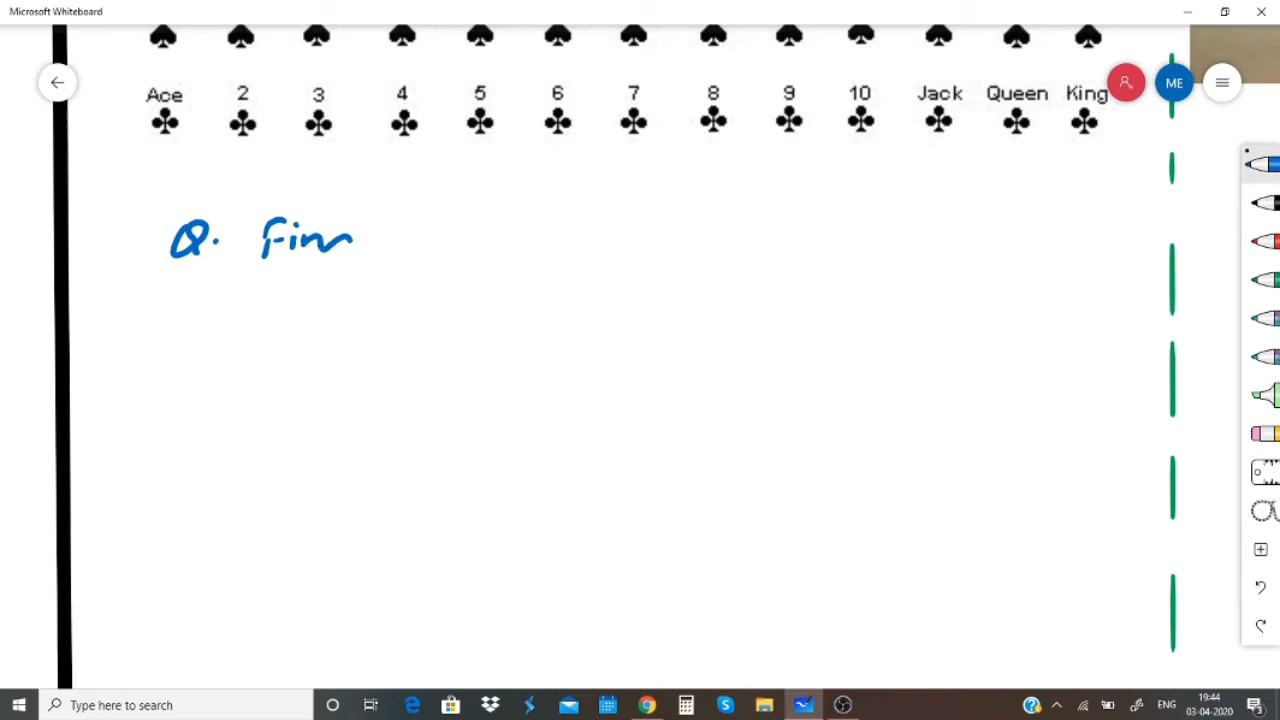 Microsoft Whiteboard
Ace 2 3 4 5 6 7 8 9 10 Jack Queen King
ME
Q. Fin
Type here to search
ENG
19:44
03-04-2020
3